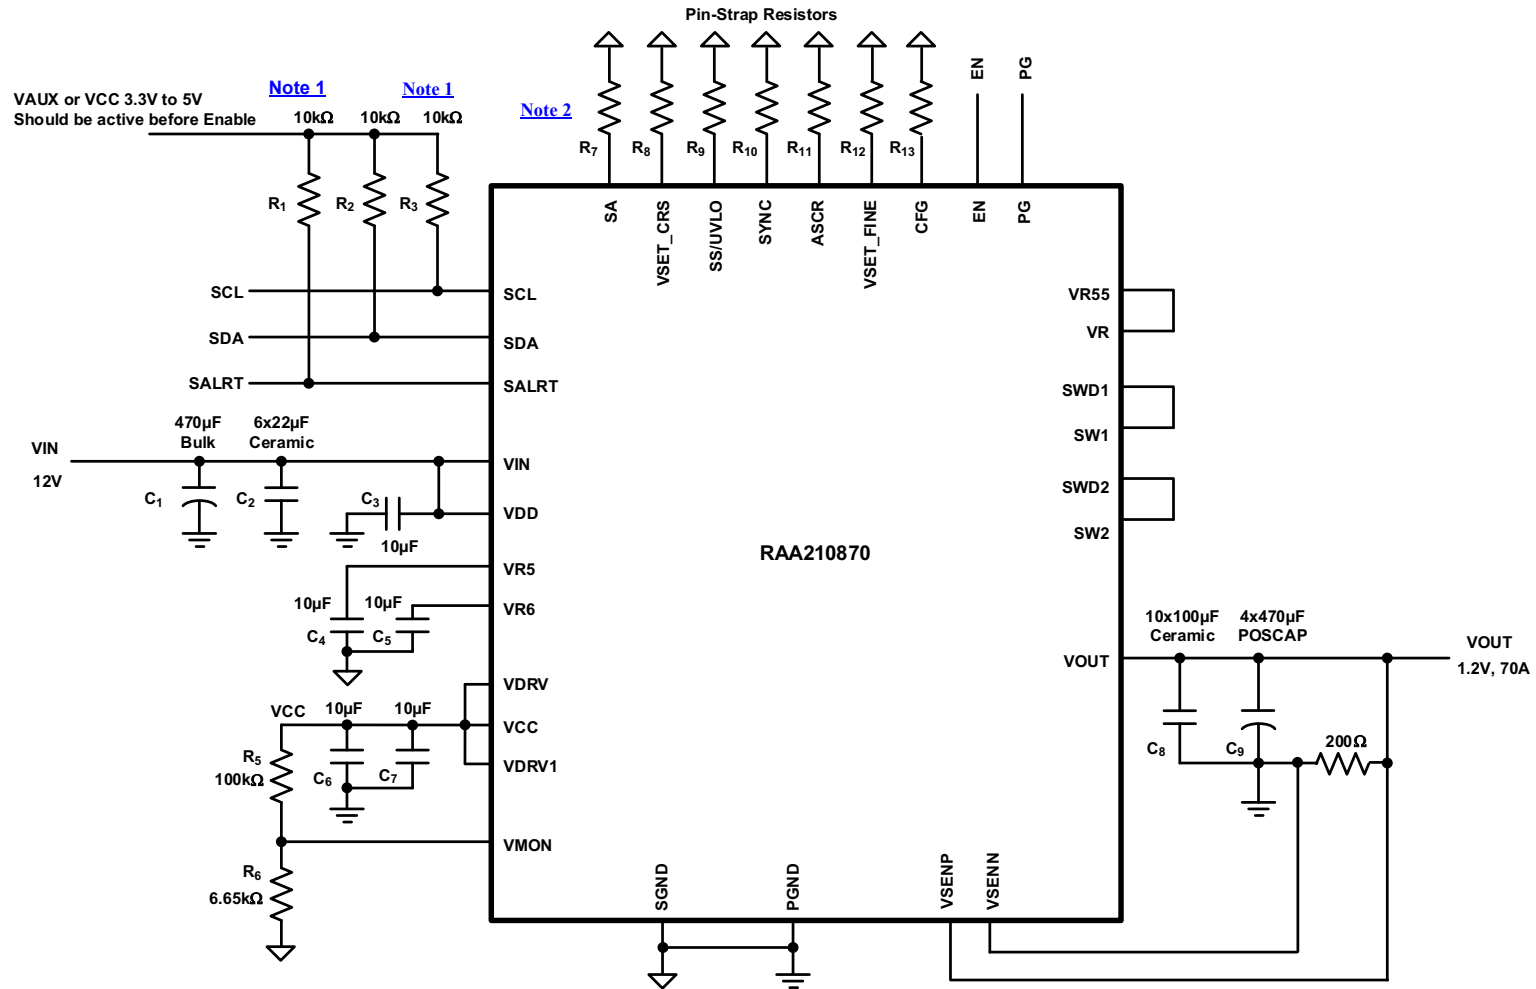 Pin-Strap Resistors
Note 1
Note 1
Note 2
VAUX or VCC 3.3V to 5V
Should be active before Enable
10kΩ
10kΩ
10kΩ
R1
R2
R3
R7
R8
R9
R10
R11
R12
R13
EN
PG
SA
VSET_CRS
SS/UVLO
SYNC
ASCR
VSET_FINE
CFG
EN
PG
SCL
SCL
SDA
SDA
SALRT
SALRT
VR55
VR
SWD1
SW1
SWD2
SW2
470µF
Bulk
6x22µF
Ceramic
VIN
12V
C1
C2
C3
10µF
VIN
VDD
RAA210870
VR5
VR6
10µF
10µF
C4
C5
VDRV
VCC
VDRV1
VCC
10µF
10µF
R5
100kΩ
C6
C7
VMON
R6
6.65kΩ
SGND
PGND
VSENP
VSENN
VOUT
10x100µF
Ceramic
4x470µF
POSCAP
VOUT
1.2V, 70A
C8
C9
200Ω